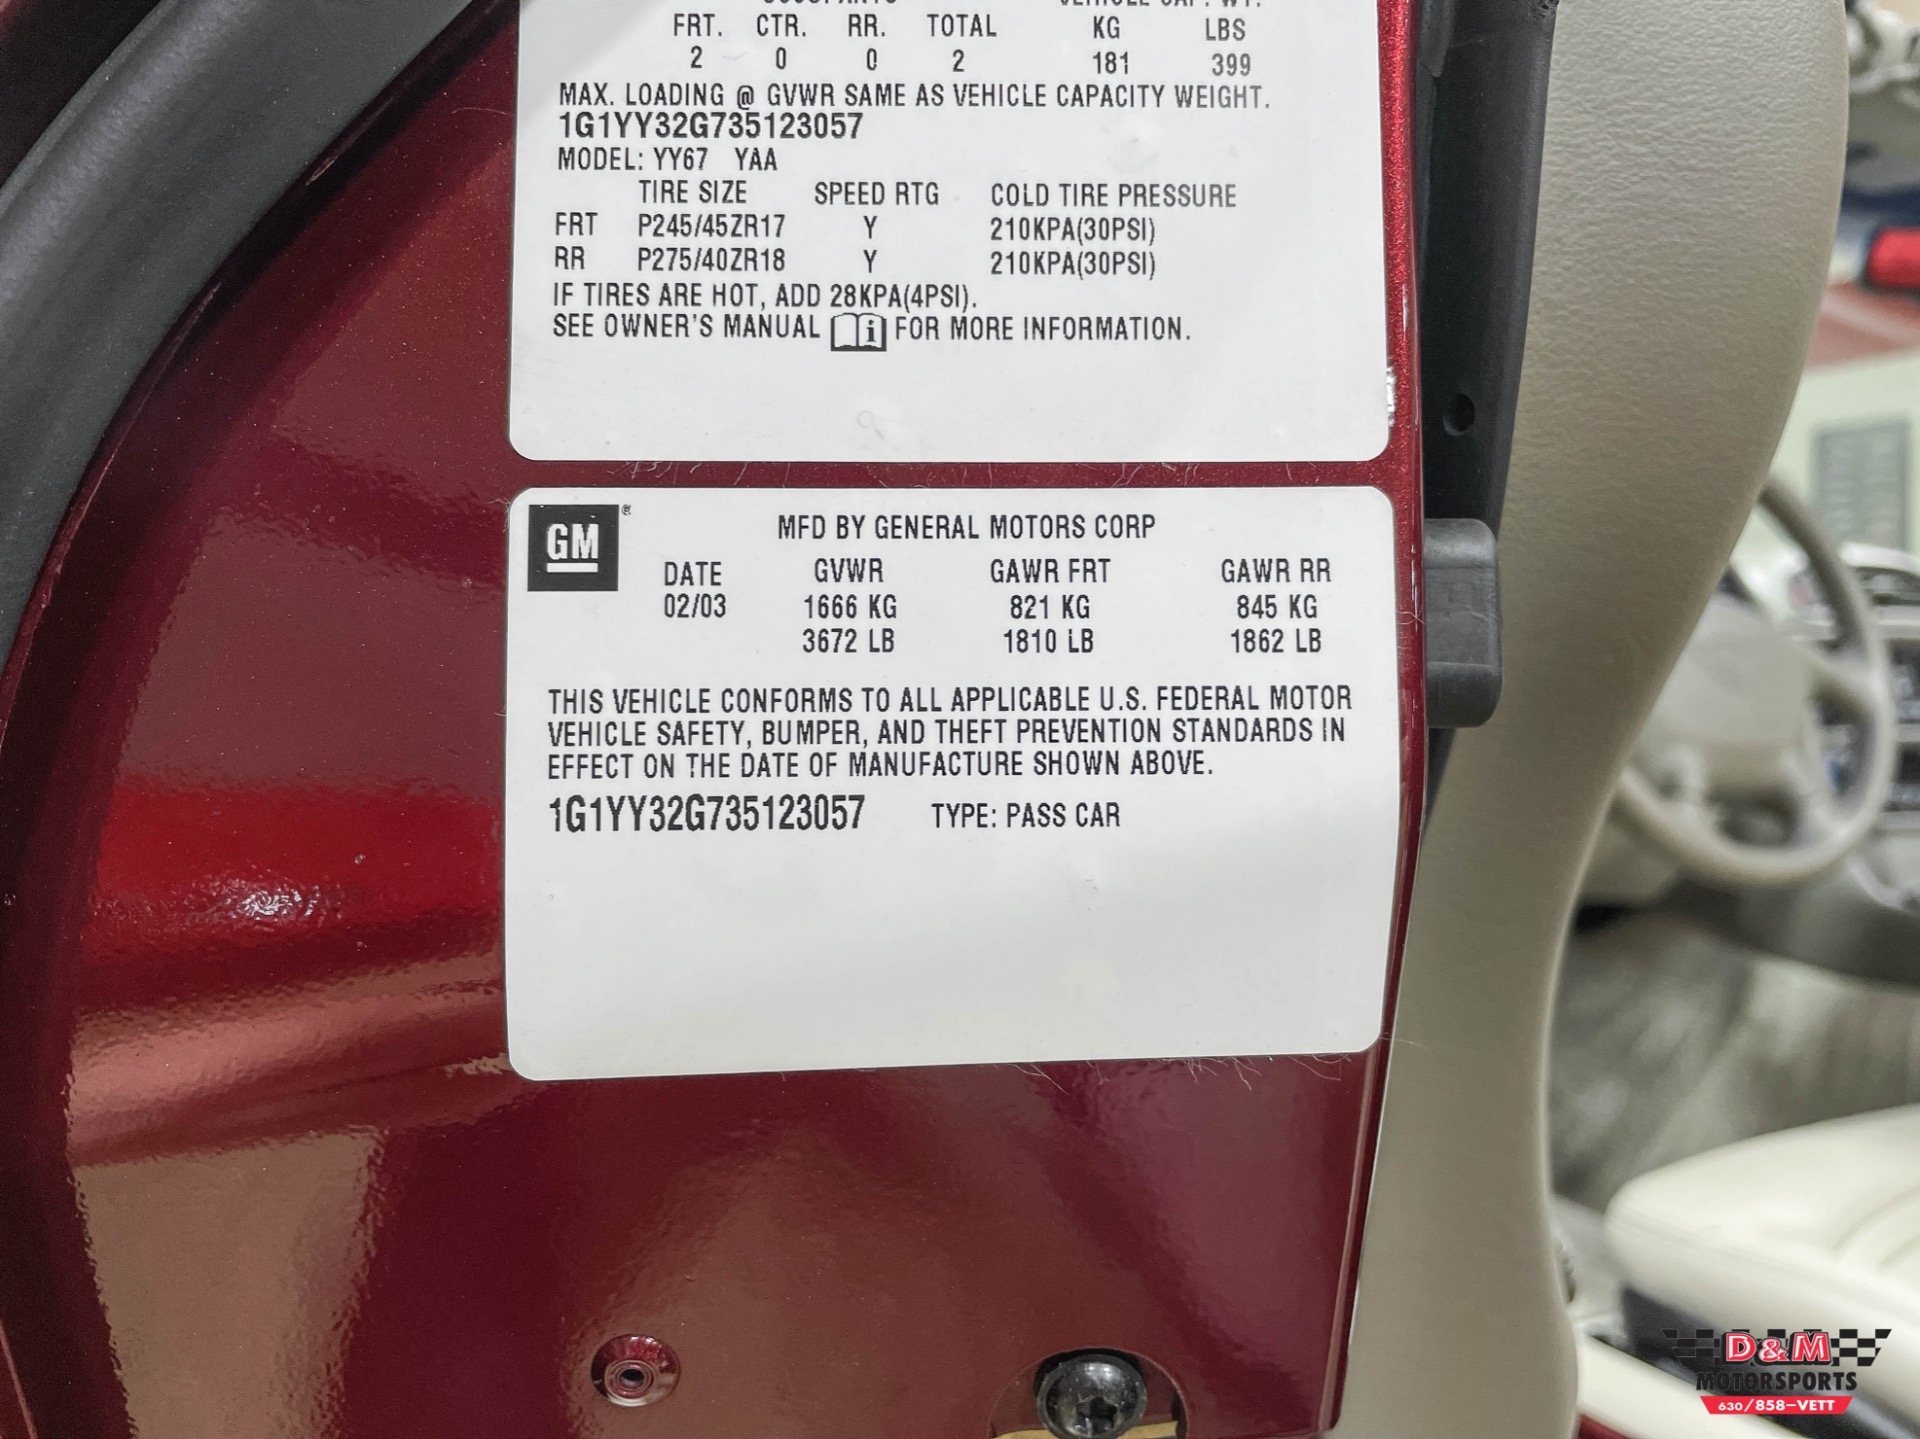 FRT. CTR. RR. TOTAL KG LBS
2 0 0 2 181 399
MAX. LOADING @ GVWR SAME AS VEHICLE CAPACITY WEIGHT.
1G1YY32G735123057
MODEL: YY67 YAA
TIRE SIZE SPEED RTG COLD TIRE PRESSURE
FRT P245/45ZR17 Y 210KPA(30PSI)
RR P275/40ZR18 Y 210KPA(30PSI)
IF TIRES ARE HOT, ADD 28KPA(4PSI).
SEE OWNER'S MANUAL i FOR MORE INFORMATION.
GM ®
MFD BY GENERAL MOTORS CORP
DATE GVWR GAWR FRT GAWR RR
02/03 1666 KG 821 KG 845 KG
3672 LB 1810 LB 1862 LB
THIS VEHICLE CONFORMS TO ALL APPLICABLE U.S. FEDERAL MOTOR
VEHICLE SAFETY, BUMPER, AND THEFT PREVENTION STANDARDS IN
EFFECT ON THE DATE OF MANUFACTURE SHOWN ABOVE.
1G1YY32G735123057 TYPE: PASS CAR
D&M
MOTORSPORTS
630/858-VETT